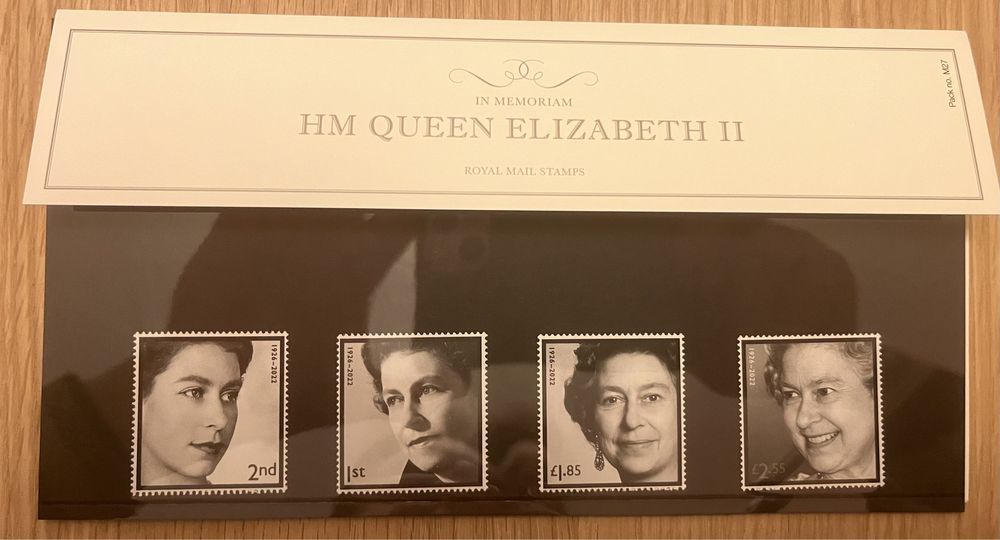 IN MEMORIAM
HM QUEEN ELIZABETH II
ROYAL MAIL STAMPS
Pack no. M27
1926–2022
2nd
1926–2022
1st
1926–2022
£1.85
1926–2022
£2.55